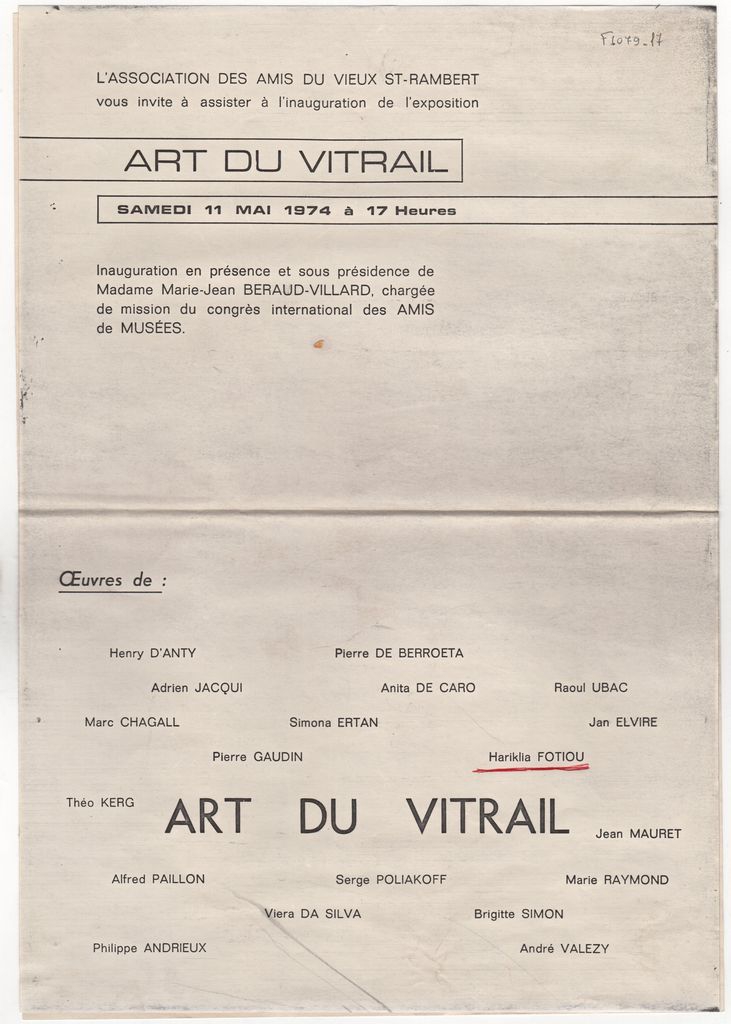 F1079-17
L'ASSOCIATION DES AMIS DU VIEUX ST-RAMBERT
vous invite à assister à l'inauguration de l'exposition
ART DU VITRAIL
SAMEDI 11 MAI 1974 à 17 Heures
Inauguration en présence et sous présidence de
Madame Marie-Jean BERAUD-VILLARD, chargée
de mission du congrès international des AMIS
de MUSÉES.
Œuvres de :
Henry D'ANTY Pierre DE BERROETA
Adrien JACQUI Anita DE CARO Raoul UBAC
Marc CHAGALL Simona ERTAN Jan ELVIRE
Pierre GAUDIN Hariklia FOTIOU
Théo KERG ART DU VITRAIL Jean MAURET
Alfred PAILLON Serge POLIAKOFF Marie RAYMOND
Viera DA SILVA Brigitte SIMON
Philippe ANDRIEUX André VALEZY